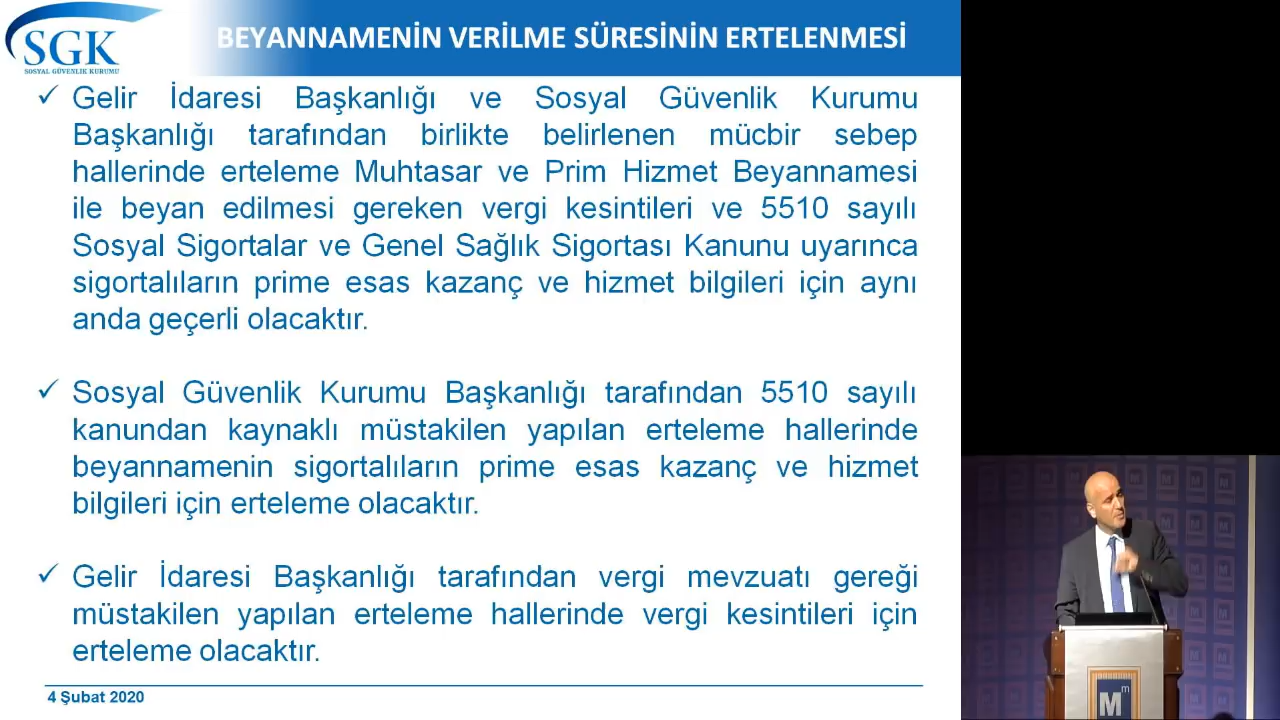 SGK
SOSYAL GÜVENLİK KURUMU
BEYANNAMENİN VERİLME SÜRESİNİN ERTELENMESİ
✓ Gelir İdaresi Başkanlığı ve Sosyal Güvenlik Kurumu
Başkanlığı tarafından birlikte belirlenen mücbir sebep
hallerinde erteleme Muhtasar ve Prim Hizmet Beyannamesi
ile beyan edilmesi gereken vergi kesintileri ve 5510 sayılı
Sosyal Sigortalar ve Genel Sağlık Sigortası Kanunu uyarınca
sigortalıların prime esas kazanç ve hizmet bilgileri için aynı
anda geçerli olacaktır.
✓ Sosyal Güvenlik Kurumu Başkanlığı tarafından 5510 sayılı
kanundan kaynaklı müstakilen yapılan erteleme hallerinde
beyannamenin sigortalıların prime esas kazanç ve hizmet
bilgileri için erteleme olacaktır.
✓ Gelir İdaresi Başkanlığı tarafından vergi mevzuatı gereği
müstakilen yapılan erteleme hallerinde vergi kesintileri için
erteleme olacaktır.
4 Şubat 2020
Mm